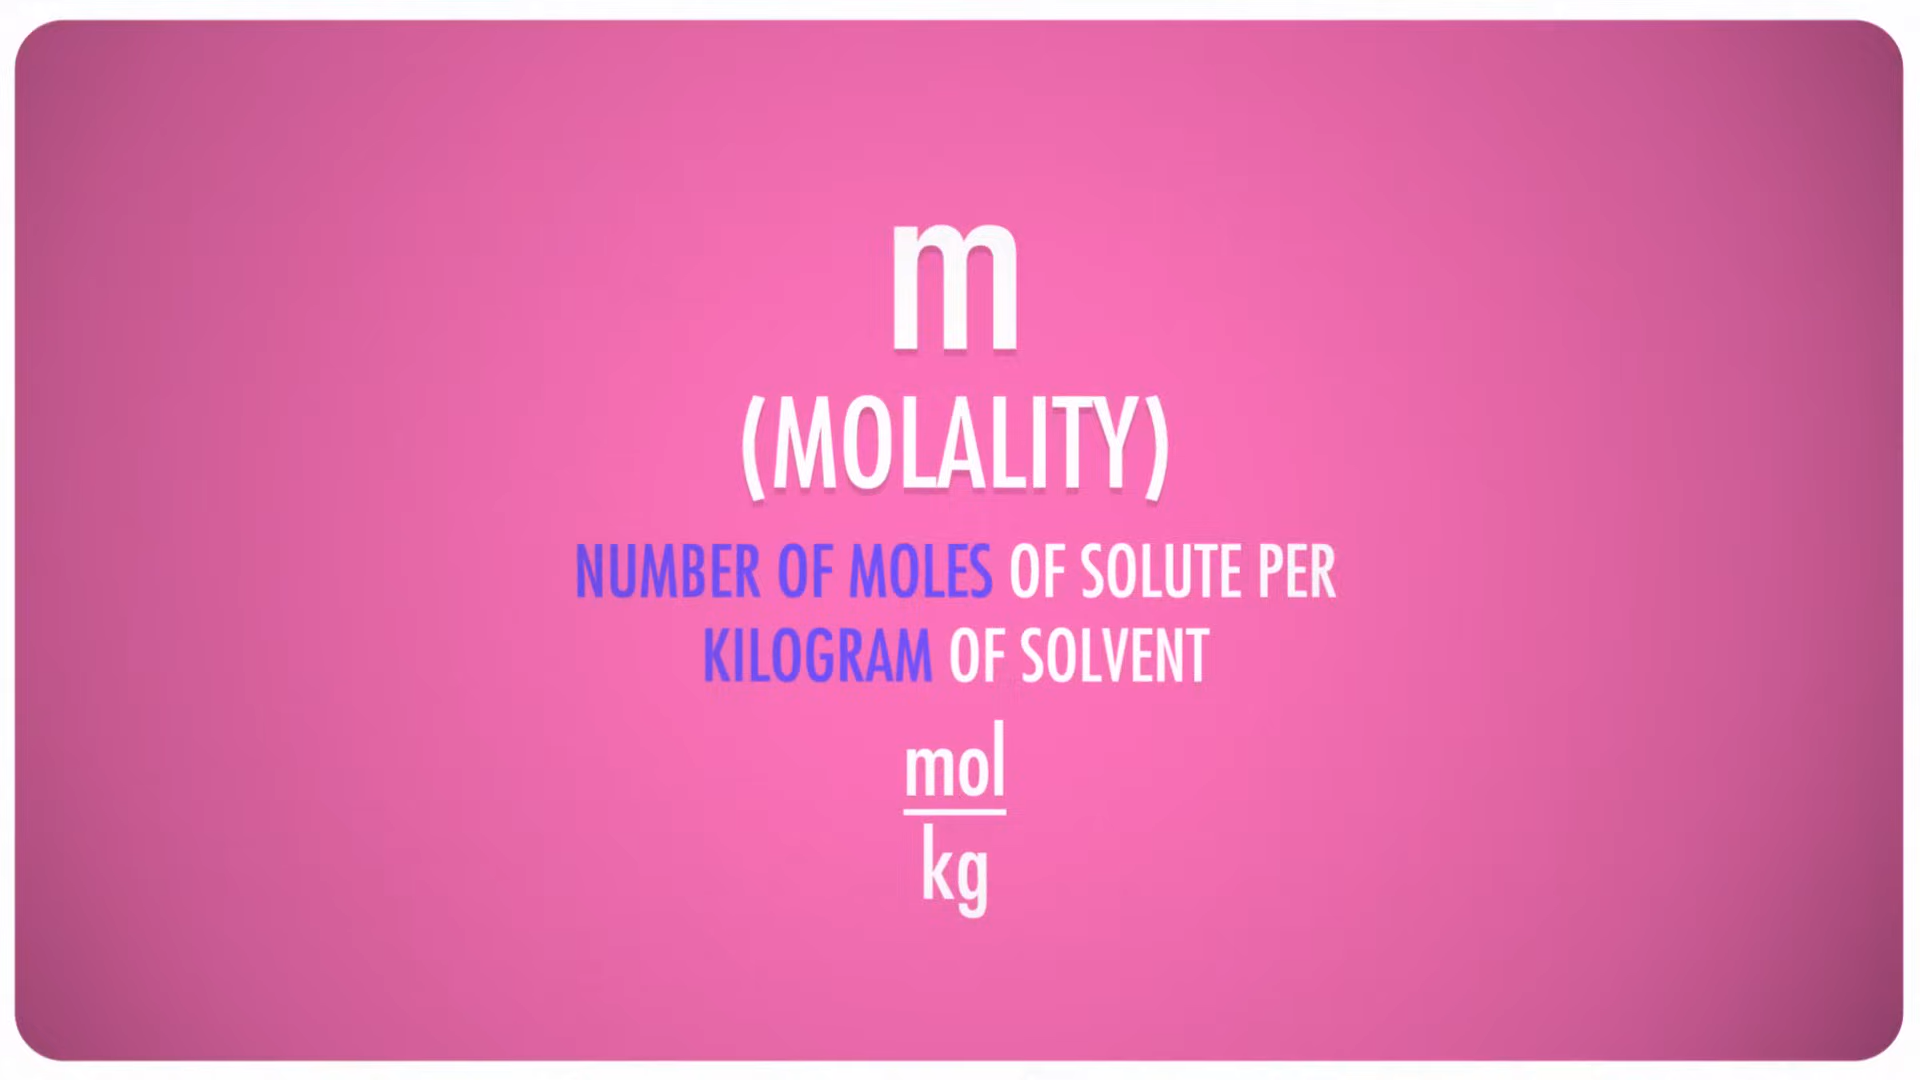 m
(MOLALITY)
NUMBER OF MOLES OF SOLUTE PER
KILOGRAM OF SOLVENT
mol
kg